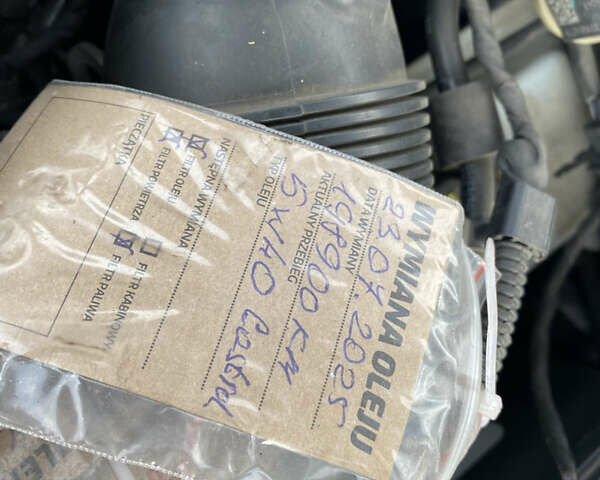 WYMIANA OLEJU
DATA WYMIANY
23 07. 2025
AKTUALNY PRZEBIEG
198900 km
TYP OLEJU
5W40 Castrol
NASTĘPNA WYMIANA
FILTR OLEJU
FILTR KABINOWY
FILTR POWIETRZA
FILTR PALIWA
PIECZĄTKA